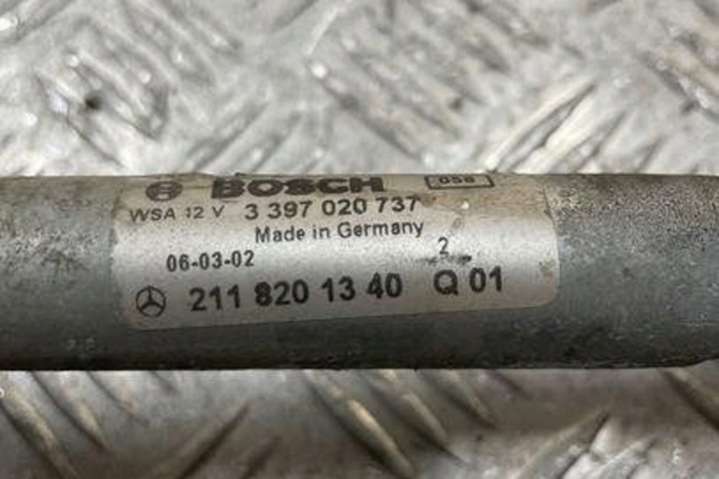 BOSCH 058
WSA 12 V 3 397 020 737
Made in Germany
06-03-02 2
211 820 13 40 Q 01